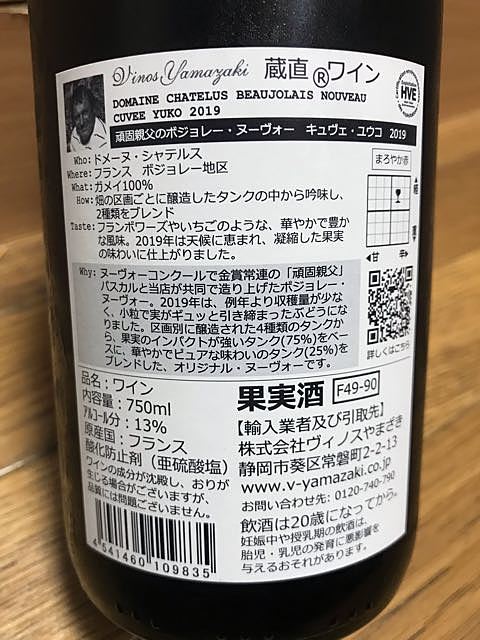 Vinos Yamazaki 蔵直®ワイン
DOMAINE CHATELUS BEAUJOLAIS NOUVEAU
CUVEE YUKO 2019
HVE
頑固親父のボジョレー・ヌーヴォー キュヴェ・ユウコ 2019
Who:ドメーヌ・シャテルス
Where:フランス ボジョレー地区
What:ガメイ100%
How:畑の区画ごとに醸造したタンクの中から吟味し、
2種類をブレンド
Taste:フランボワーズやいちごのような、華やかで豊か
な風味。2019年は天候に恵まれ、凝縮した果実
の味わいに仕上がりました。
まろやか赤
軽
重
甘
辛
詳しくはこちら
Why:ヌーヴォーコンクールで金賞常連の「頑固親父」
パスカルと当店が共同で造り上げたボジョレー・
ヌーヴォー。2019年は、例年より収穫量が少な
く、小粒で実がギュッと引き締まったぶどうにな
りました。区画別に醸造された4種類のタンクか
ら、果実のインパクトが強いタンク(75%)をベー
スに、華やかでピュアな味わいのタンク(25%)を
ブレンドした、オリジナル・ヌーヴォーです。
品名:ワイン
内容量:750ml
アルコール分:13%
原産国:フランス
酸化防止剤(亜硫酸塩)
ワインの成分が沈殿し、おりが
生じる場合がございますが、
品質には問題ございません。
4541460109835
果実酒 F49-90
【輸入業者及び引取先】
株式会社ヴィノスやまざき
静岡市葵区常磐町2-2-13
www.v-yamazaki.co.jp
お問い合わせ先:0120-740-790
飲酒は20歳になってから。
妊娠中や授乳期の飲酒は、
胎児・乳児の発育に悪影響を
与えるおそれがあります。